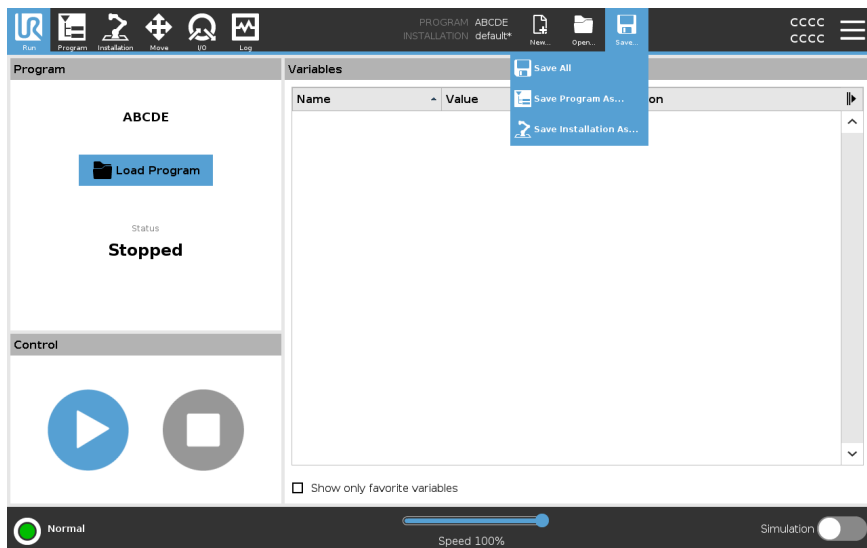 UR
PROGRAM ABCDE
INSTALLATION default*
CCCC
CCCC
Run Program Installation Move I/O Log New... Open... Save...
Program
Variables
Save All
Save Program As...
Save Installation As...
Name Value on
ABCDE
Load Program
Status
Stopped
Control
Show only favorite variables
Normal
Speed 100%
Simulation